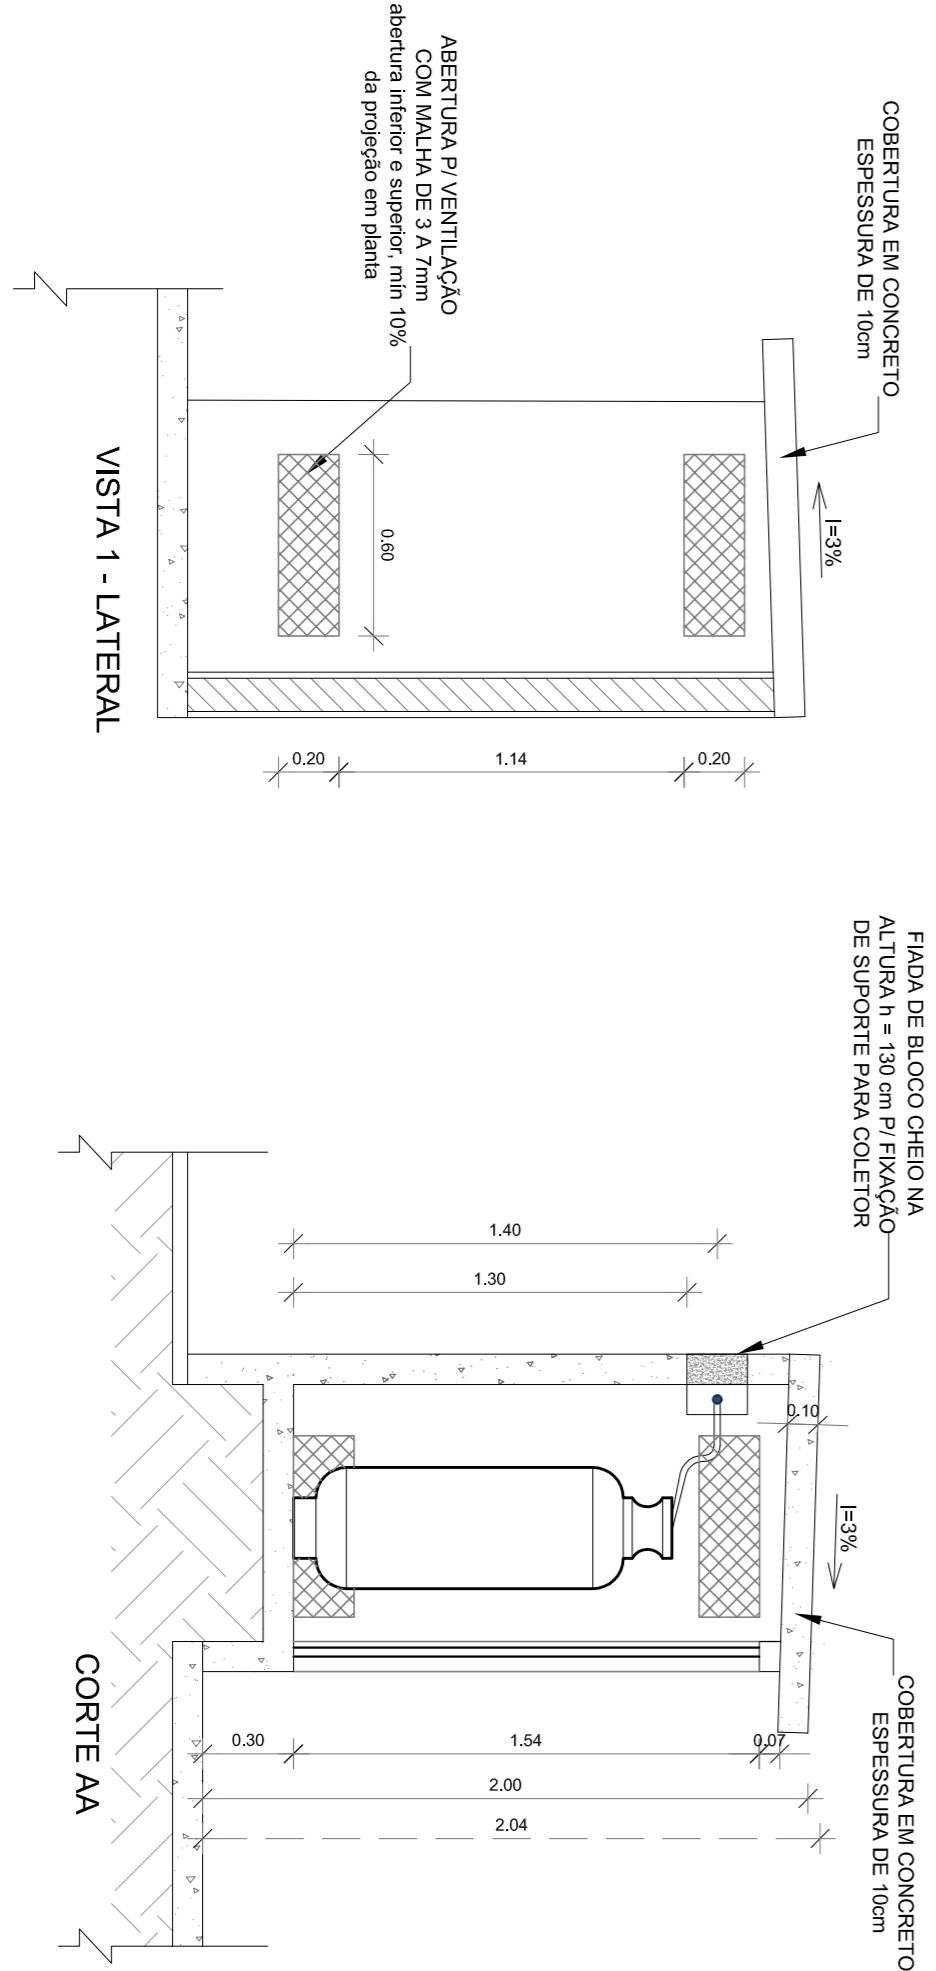 COBERTURA EM CONCRETO
ESPESSURA DE 10cm
I=3%
ABERTURA P/ VENTILAÇÃO
COM MALHA DE 3 A 7mm
abertura inferior e superior, mín 10%
da projeção em planta
0.60
0.20
1.14
0.20
VISTA 1 - LATERAL
FIADA DE BLOCO CHEIO NA
ALTURA h = 130 cm P/ FIXAÇÃO
DE SUPORTE PARA COLETOR
1.40
1.30
0.10
I=3%
COBERTURA EM CONCRETO
ESPESSURA DE 10cm
0.30
1.54
0.07
2.00
2.04
CORTE AA